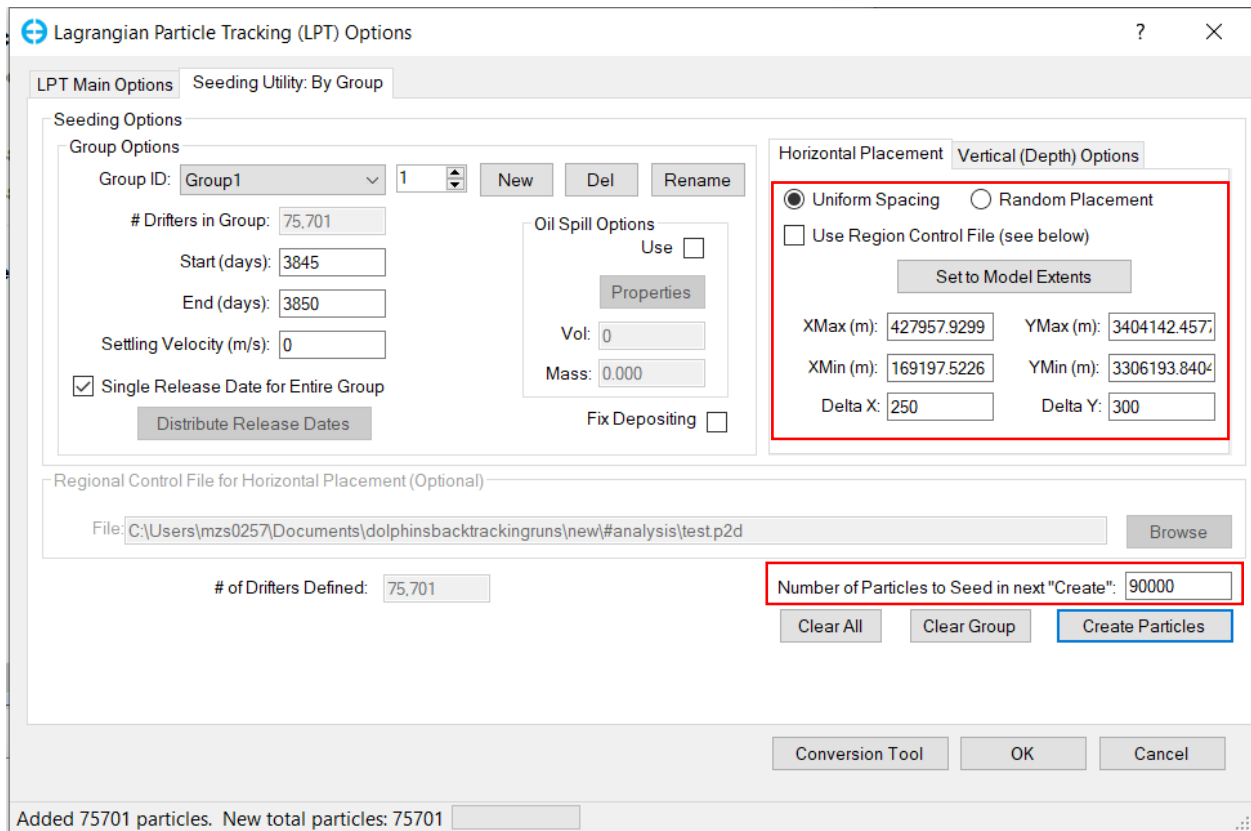 Lagrangian Particle Tracking (LPT) Options
?
LPT Main Options
Seeding Utility: By Group
Seeding Options
Group Options
Group ID: Group1 1 New Del Rename
# Drifters in Group: 75,701
Start (days): 3845
End (days): 3850
Settling Velocity (m/s): 0
Single Release Date for Entire Group
Distribute Release Dates
Oil Spill Options
Use
Properties
Vol: 0
Mass: 0.000
Fix Depositing
Horizontal Placement
Vertical (Depth) Options
Uniform Spacing Random Placement
Use Region Control File (see below)
Set to Model Extents
XMax (m): 427957.9299 YMax (m): 3404142.4577
XMin (m): 169197.5226 YMin (m): 3306193.8404
Delta X: 250 Delta Y: 300
Regional Control File for Horizontal Placement (Optional)
File: C:\Users\mzs0257\Documents\dolphinsbacktrackingruns\new\#analysis\test.p2d Browse
# of Drifters Defined: 75,701
Number of Particles to Seed in next "Create": 90000
Clear All Clear Group Create Particles
Conversion Tool OK Cancel
Added 75701 particles. New total particles: 75701